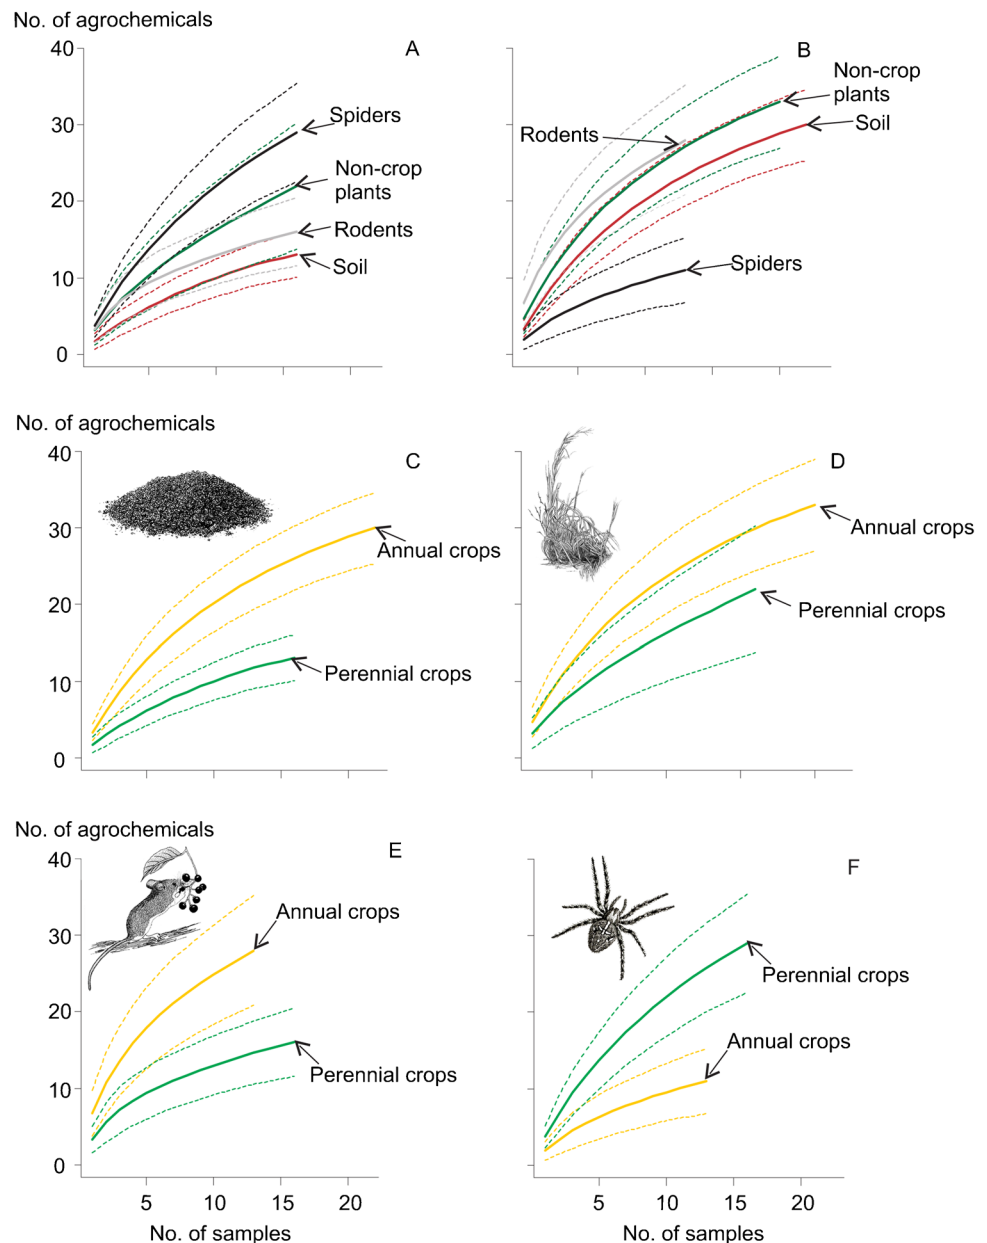 No. of agrochemicals
40
30
20
10
0
A
Spiders
Non-crop
plants
Rodents
Soil
B
Non-crop
plants
Rodents
Soil
Spiders
No. of agrochemicals
40
30
20
10
0
C
Annual crops
Perennial crops
D
Annual crops
Perennial crops
No. of agrochemicals
40
30
20
10
0
E
Annual crops
Perennial crops
5 10 15 20
No. of samples
F
Perennial crops
Annual crops
5 10 15 20
No. of samples